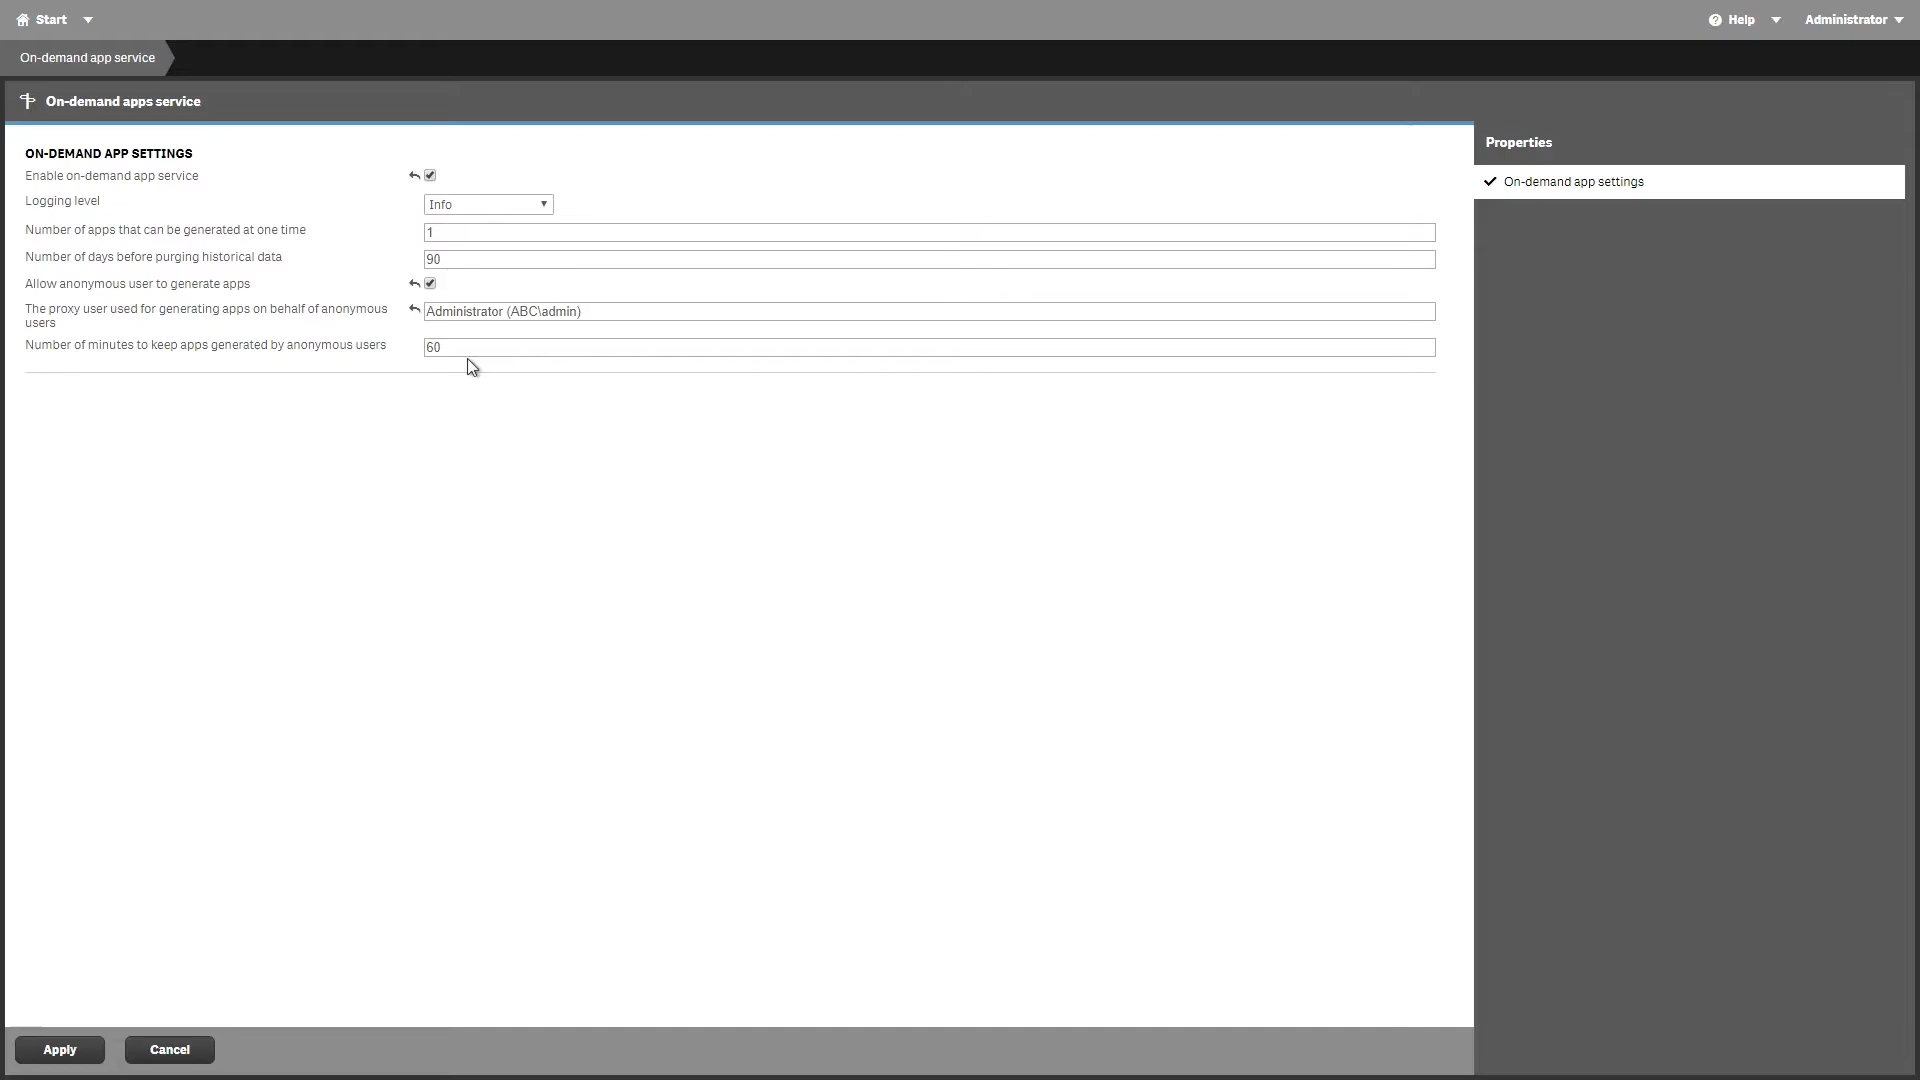 Start
Help
Administrator
On-demand app service
On-demand apps service
ON-DEMAND APP SETTINGS
Enable on-demand app service
Logging level
Info
Number of apps that can be generated at one time
1
Number of days before purging historical data
90
Allow anonymous user to generate apps
The proxy user used for generating apps on behalf of anonymous
users
Administrator (ABC\admin)
Number of minutes to keep apps generated by anonymous users
60
Properties
On-demand app settings
Apply
Cancel